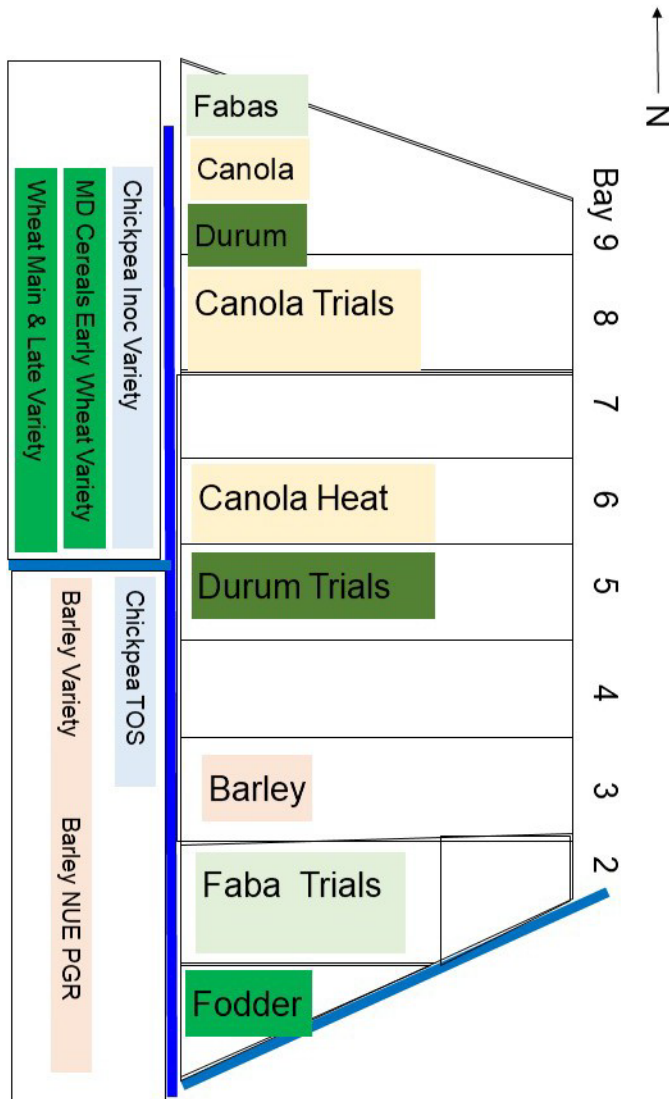 N
Bay 9
8
7
6
5
4
3
2
Fabas
Canola
Durum
Canola Trials
Canola Heat
Durum Trials
Barley
Faba Trials
Fodder
Chickpea Inoc Variety
MD Cereals Early Wheat Variety
Wheat Main & Late Variety
Chickpea TOS
Barley Variety
Barley NUE PGR